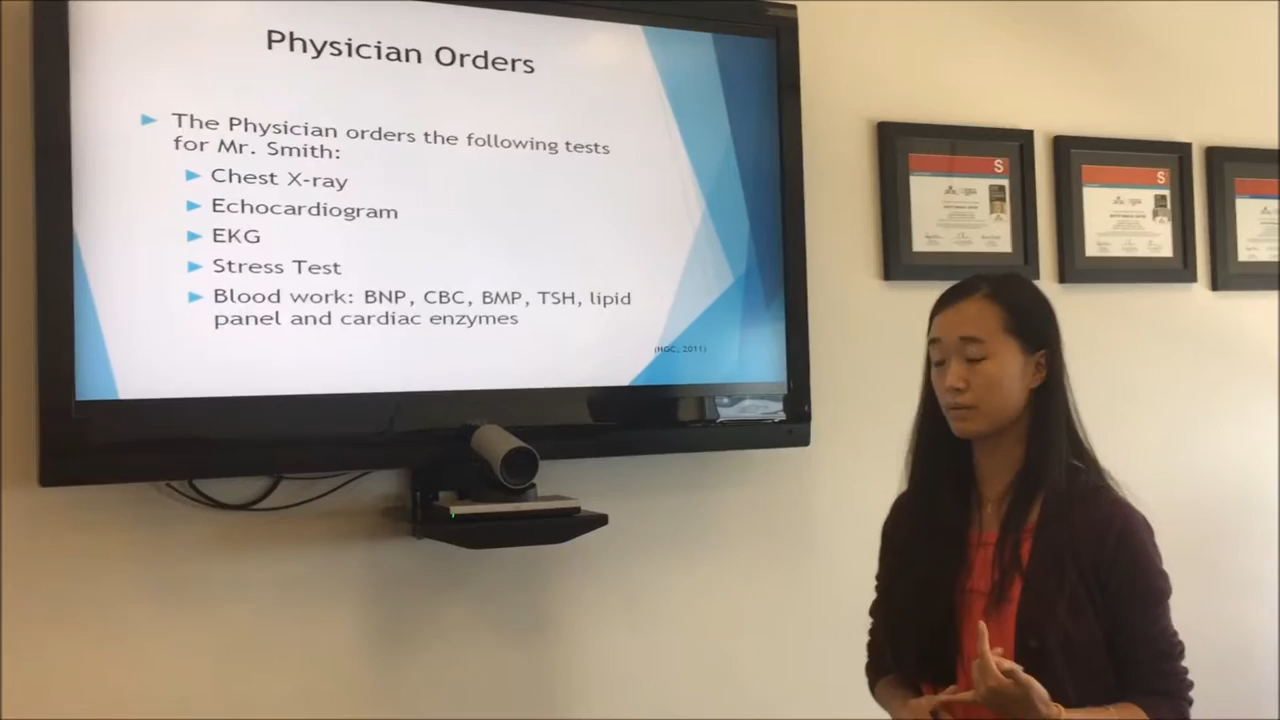 Physician Orders
The Physician orders the following tests
for Mr. Smith:
Chest X-ray
Echocardiogram
EKG
Stress Test
Blood work: BNP, CBC, BMP, TSH, lipid
panel and cardiac enzymes
(NGC, 2011)
S
S